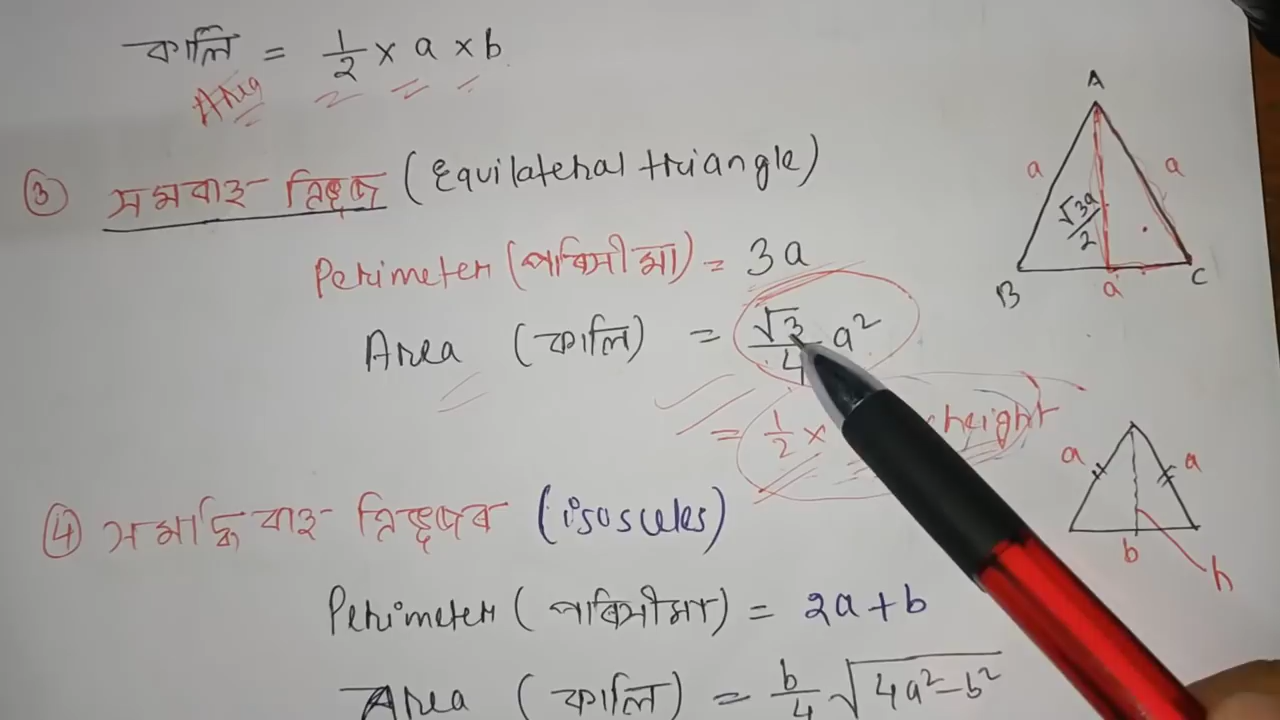 কালি = 1/2 × a × b
Area
③ সমবাহু ত্ৰিভূজ (Equilateral triangle)
Perimeter (পৰিসীমা) = 3a
Area (কালি) = √3/4 a²
= 1/2 × height
④ সমাদ্বিবাহু ত্ৰিভূজৰ (isosceles)
Perimeter (পৰিসীমা) = 2a + b
Area (কালি) = b/4 √4a²-b²
A
a a
√3a/2
B a C
a a
b
h